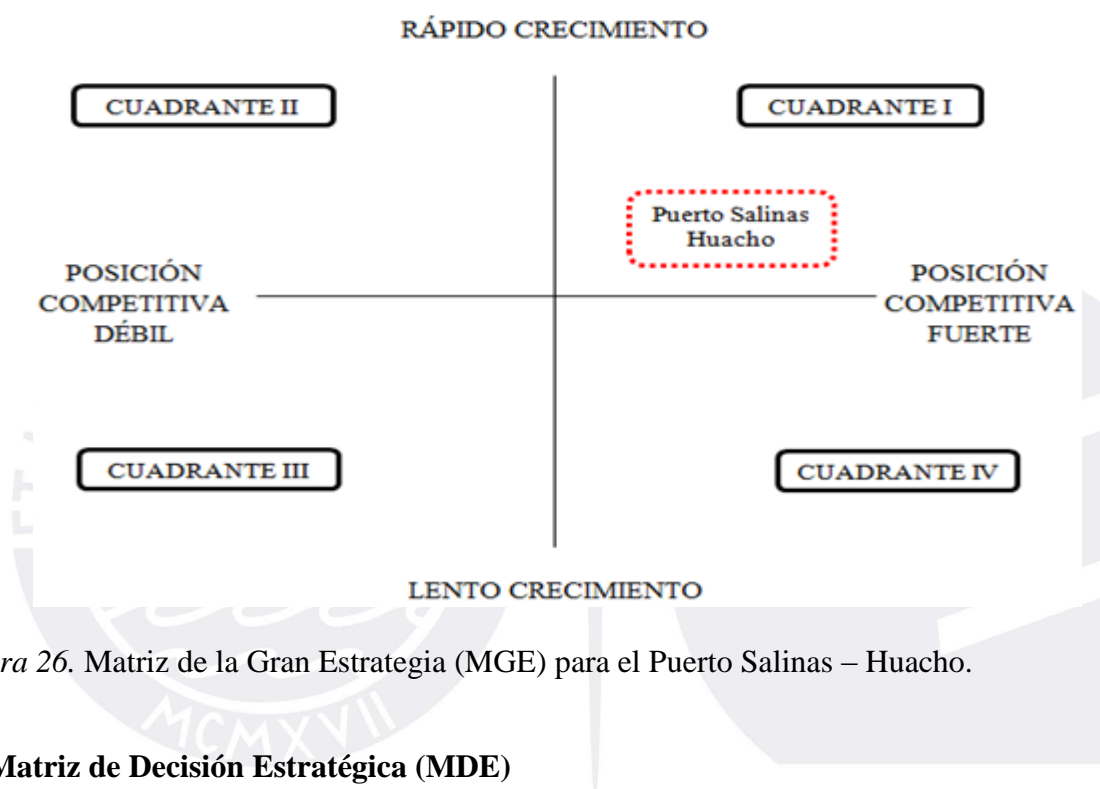 RÁPIDO CRECIMIENTO
CUADRANTE II
CUADRANTE I
Puerto Salinas
Huacho
POSICIÓN
COMPETITIVA
DÉBIL
POSICIÓN
COMPETITIVA
FUERTE
CUADRANTE III
CUADRANTE IV
LENTO CRECIMIENTO
ra 26. Matriz de la Gran Estrategia (MGE) para el Puerto Salinas – Huacho.
MCMXVII
Matriz de Decisión Estratégica (MDE)